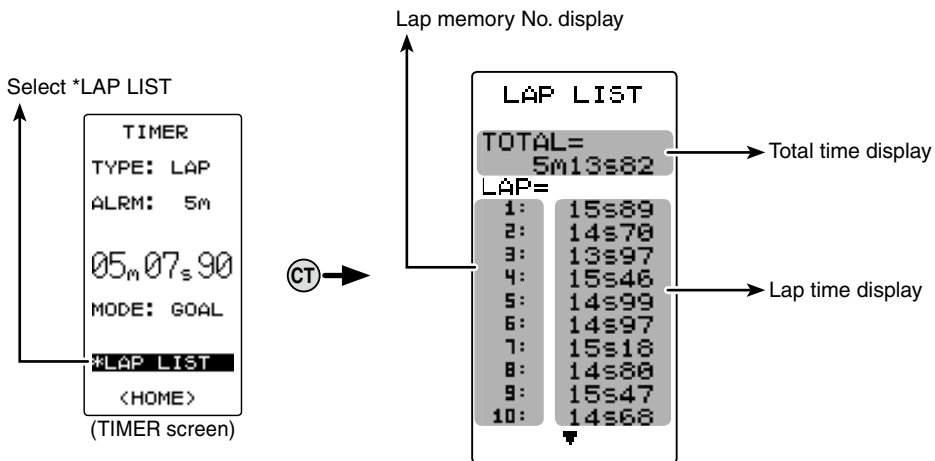 Lap memory No. display
Select *LAP LIST
TIMER
TYPE: LAP
ALRM: 5m
05m07s90
MODE: GOAL
*LAP LIST
<HOME>
(TIMER screen)
CT
LAP LIST
TOTAL=
5m13s82
LAP=
1: 15s89
2: 14s70
3: 13s97
4: 15s46
5: 14s99
6: 14s97
7: 15s18
8: 14s80
9: 15s47
10: 14s68
Total time display
Lap time display